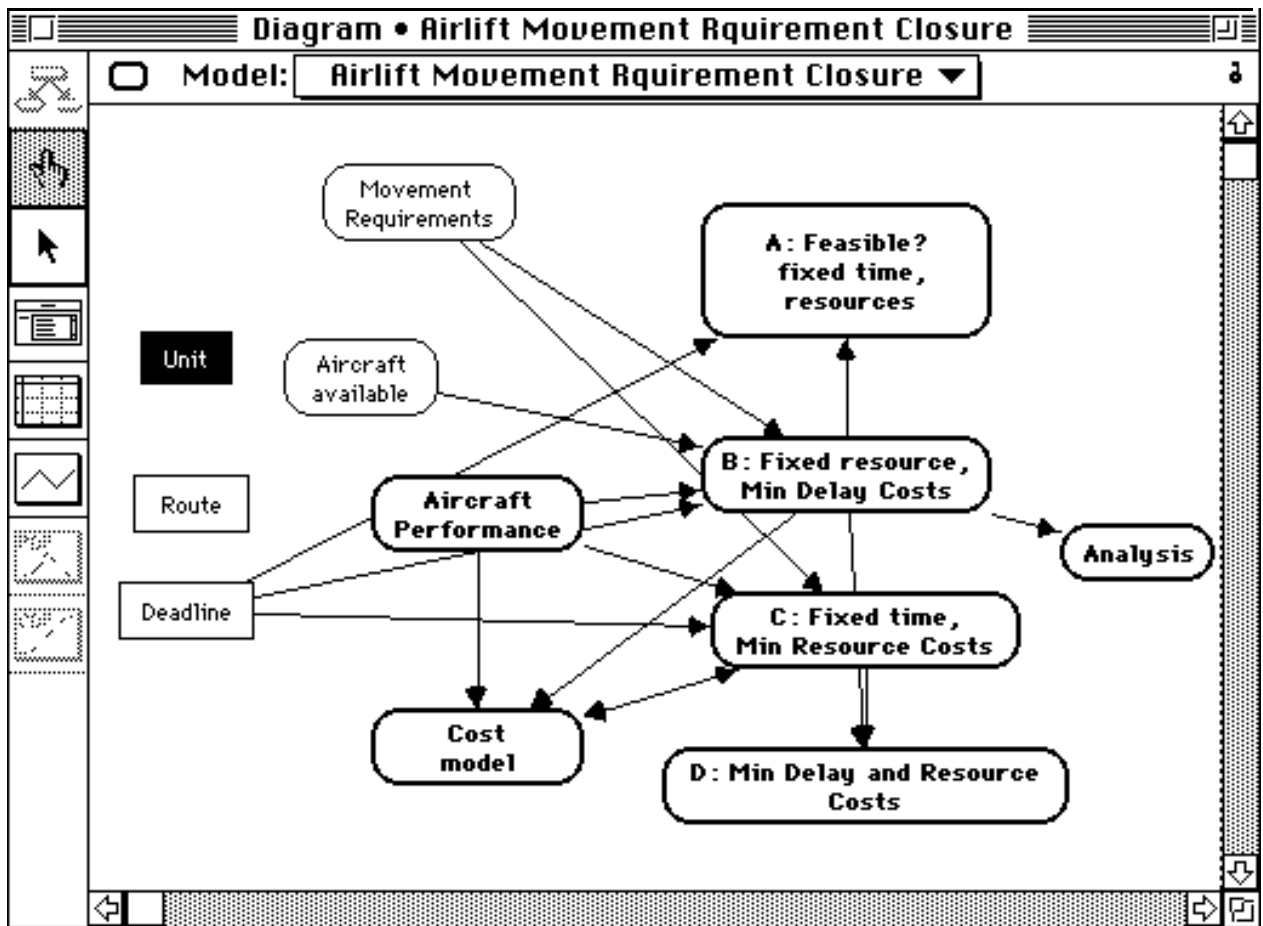 Diagram • Airlift Movement Rquirement Closure
Model: Airlift Movement Rquirement Closure
Movement
Requirements
A: Feasible?
fixed time,
resources
Unit
Aircraft
available
B: Fixed resource,
Min Delay Costs
Route
Aircraft
Performance
Analysis
Deadline
C: Fixed time,
Min Resource Costs
Cost
model
D: Min Delay and Resource
Costs